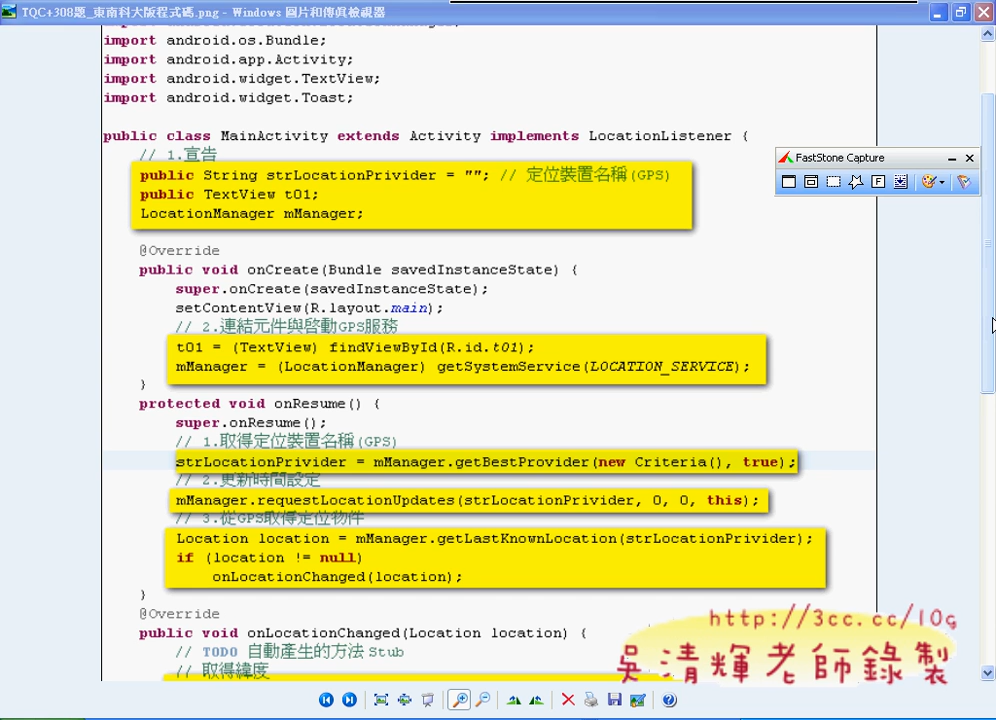 TQC+308題_東南科大版程式碼.png - Windows 圖片和傳真檢視器
import android.os.Bundle;
import android.app.Activity;
import android.widget.TextView;
import android.widget.Toast;
public class MainActivity extends Activity implements LocationListener {
// 1.宣告
public String strLocationPrivider = ""; // 定位裝置名稱(GPS)
public TextView t01;
LocationManager mManager;
FastStone Capture
@Override
public void onCreate(Bundle savedInstanceState) {
super.onCreate(savedInstanceState);
setContentView(R.layout.main);
// 2.連結元件與啓動GPS服務
t01 = (TextView) findViewById(R.id.t01);
mManager = (LocationManager) getSystemService(LOCATION_SERVICE);
}
protected void onResume() {
super.onResume();
// 1.取得定位裝置名稱(GPS)
strLocationPrivider = mManager.getBestProvider(new Criteria(), true);
// 2.更新時間設定
mManager.requestLocationUpdates(strLocationPrivider, 0, 0, this);
// 3.從GPS取得定位物件
Location location = mManager.getLastKnownLocation(strLocationPrivider);
if (location != null)
onLocationChanged(location);
}
@Override
public void onLocationChanged(Location location) {
// TODO 自動產生的方法 Stub
// 取得緯度
http://3cc.cc/10g
吳清輝老師錄製